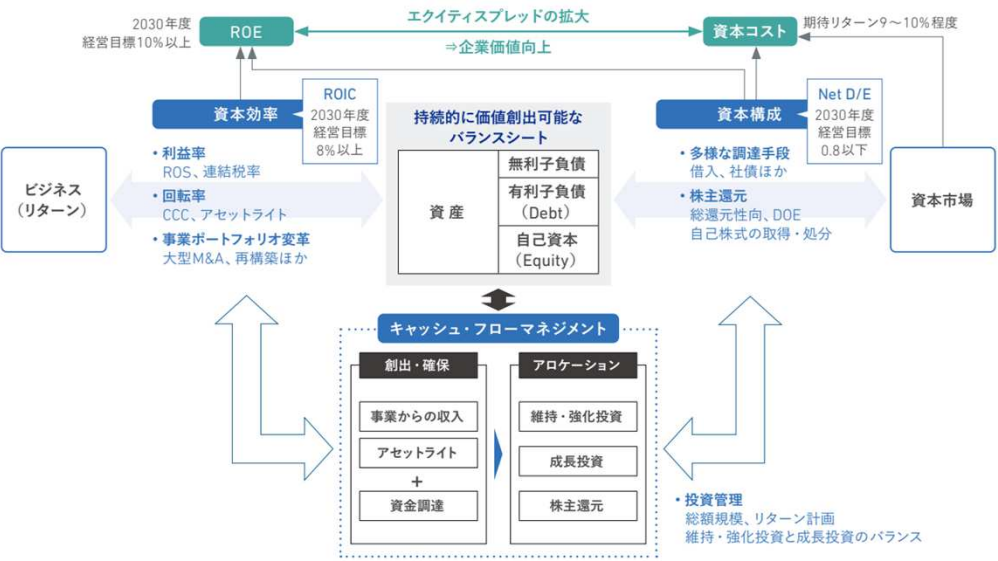 2030年度
経営目標10%以上
ROE
エクイティスプレッドの拡大
⇒企業価値向上
資本コスト
期待リターン9～10%程度
資本効率
ROIC
2030年度
経営目標
8%以上
・利益率
ROS、連結税率
・回転率
CCC、アセットライト
・事業ポートフォリオ変革
大型M&A、再構築ほか
ビジネス
（リターン）
持続的に価値創出可能な
バランスシート
資産
無利子負債
有利子負債
（Debt）
自己資本
（Equity）
資本構成
Net D/E
2030年度
経営目標
0.8以下
・多様な調達手段
借入、社債ほか
・株主還元
総還元性向、DOE
自己株式の取得・処分
資本市場
キャッシュ・フローマネジメント
創出・確保
事業からの収入
アセットライト
+
資金調達
アロケーション
維持・強化投資
成長投資
株主還元
・投資管理
総額規模、リターン計画
維持・強化投資と成長投資のバランス